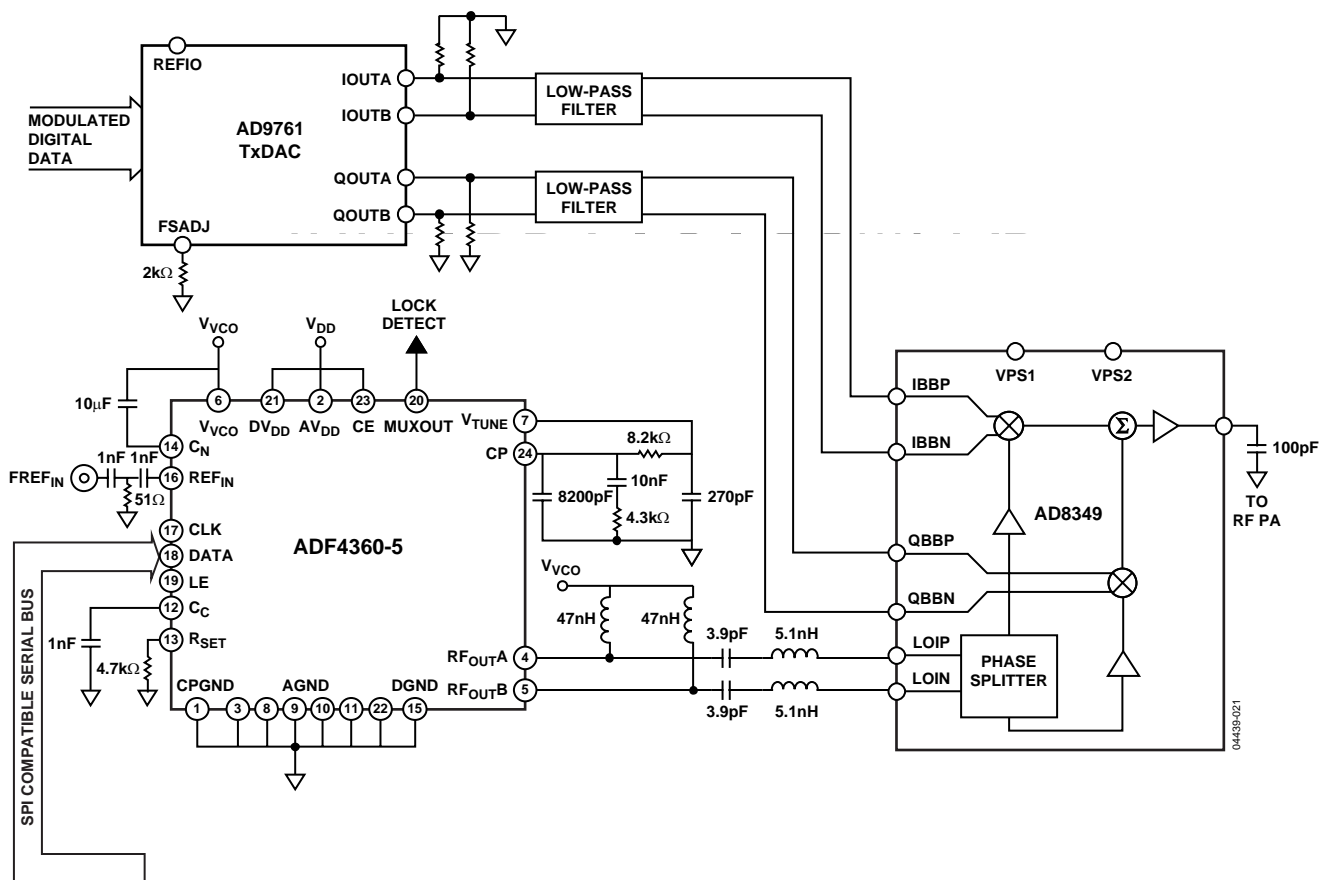 REFIO
IOUTA
LOW-PASS
FILTER
MODULATED
DIGITAL
DATA
AD9761
TxDAC
IOUTB
QOUTA
LOW-PASS
FILTER
QOUTB
FSADJ
2kΩ
LOCK
DETECT
VVCO
VDD
10μF
6
21
2
23
20
VVCO
DVDD
AVDD
CE
MUXOUT
VTUNE
7
14
CN
CP
24
8.2kΩ
1nF
1nF
FREFIN
16
REFIN
51Ω
8200pF
10nF
4.3kΩ
270pF
17
CLK
18
DATA
19
LE
ADF4360-5
12
CC
1nF
13
RSET
4.7kΩ
VVCO
47nH
47nH
3.9pF
5.1nH
RFOUTA
4
RFOUTB
5
3.9pF
5.1nH
CPGND
AGND
DGND
1
3
8
9
10
11
22
15
SPI COMPATIBLE SERIAL BUS
VPS1
VPS2
IBBP
IBBN
Σ
100pF
TO
RF PA
AD8349
QBBP
QBBN
LOIP
LOIN
PHASE
SPLITTER
04439-021